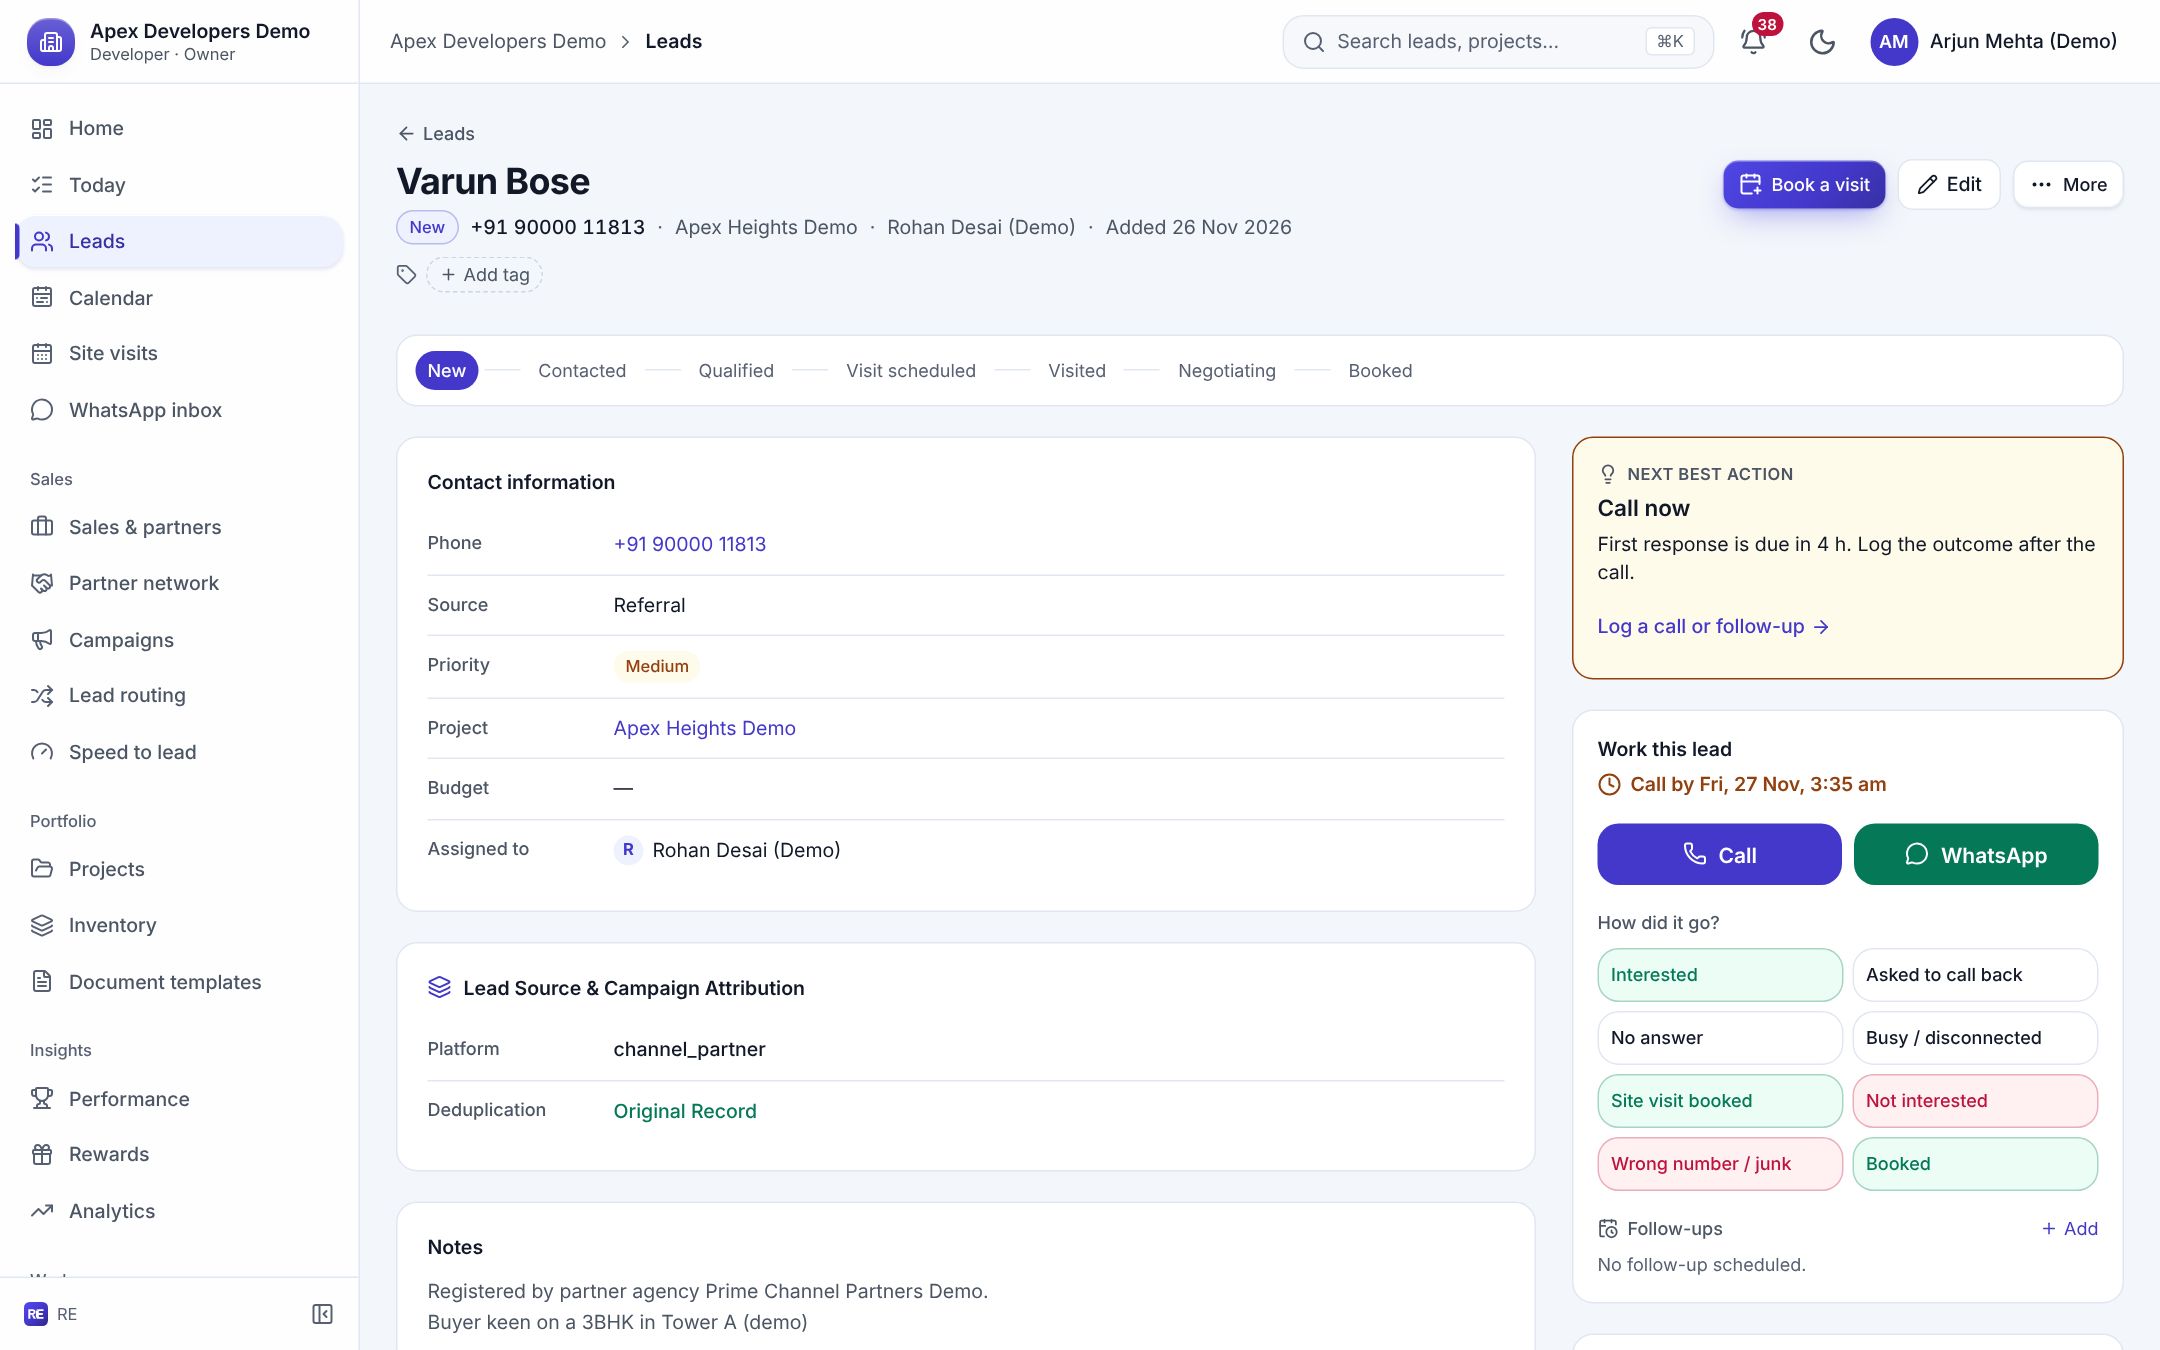 Apex Developers Demo
Developer · Owner
Home
Today
Leads
Calendar
Site visits
WhatsApp inbox
Sales
Sales & partners
Partner network
Campaigns
Lead routing
Speed to lead
Portfolio
Projects
Inventory
Document templates
Insights
Performance
Rewards
Analytics
RE RE
Apex Developers Demo > Leads
Search leads, projects... ⌘K
38
AM Arjun Mehta (Demo)
← Leads
Varun Bose
New +91 90000 11813 · Apex Heights Demo · Rohan Desai (Demo) · Added 26 Nov 2026
+ Add tag
Book a visit
Edit
More
New Contacted Qualified Visit scheduled Visited Negotiating Booked
Contact information
Phone +91 90000 11813
Source Referral
Priority Medium
Project Apex Heights Demo
Budget —
Assigned to R Rohan Desai (Demo)
Lead Source & Campaign Attribution
Platform channel_partner
Deduplication Original Record
Notes
Registered by partner agency Prime Channel Partners Demo.
Buyer keen on a 3BHK in Tower A (demo)
NEXT BEST ACTION
Call now
First response is due in 4 h. Log the outcome after the
call.
Log a call or follow-up →
Work this lead
Call by Fri, 27 Nov, 3:35 am
Call WhatsApp
How did it go?
Interested Asked to call back
No answer Busy / disconnected
Site visit booked Not interested
Wrong number / junk Booked
Follow-ups + Add
No follow-up scheduled.